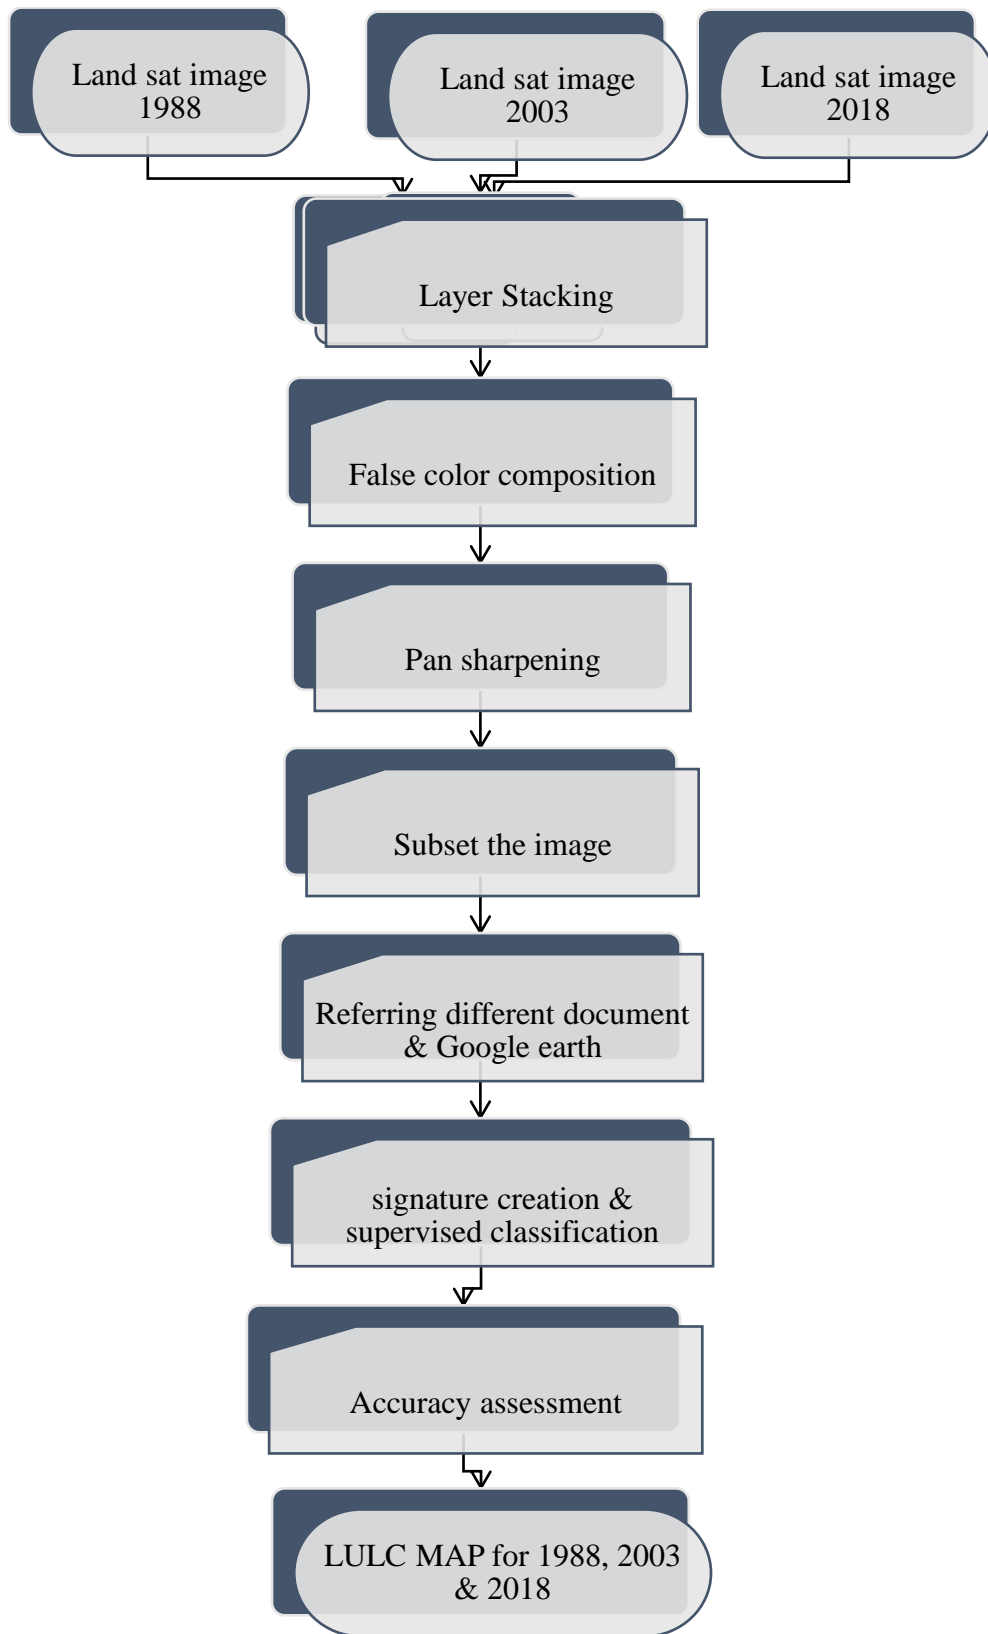 Land sat image
1988
Land sat image
2003
Land sat image
2018
Layer Stacking
False color composition
Pan sharpening
Subset the image
Referring different document
& Google earth
signature creation &
supervised classification
Accuracy assessment
LULC MAP for 1988, 2003
& 2018